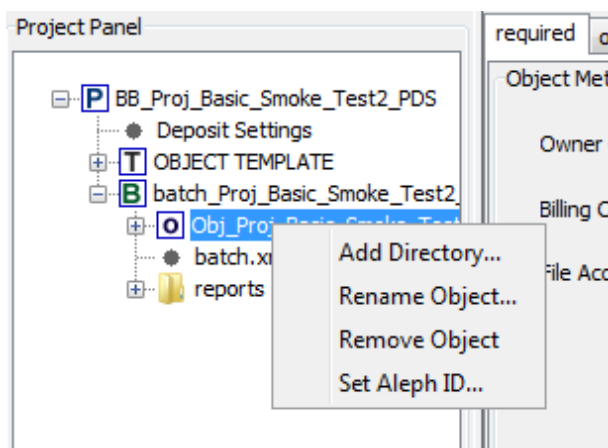 Project Panel
required
Object Met
P BB_Proj_Basic_Smoke_Test2_PDS
Deposit Settings
Owner
T OBJECT TEMPLATE
B batch_Proj_Basic_Smoke_Test2_
Billing C
O Obj_Proj_Basic_Smoke_Test
Add Directory...
batch.x
File Acc
Rename Object...
reports
Remove Object
Set Aleph ID...